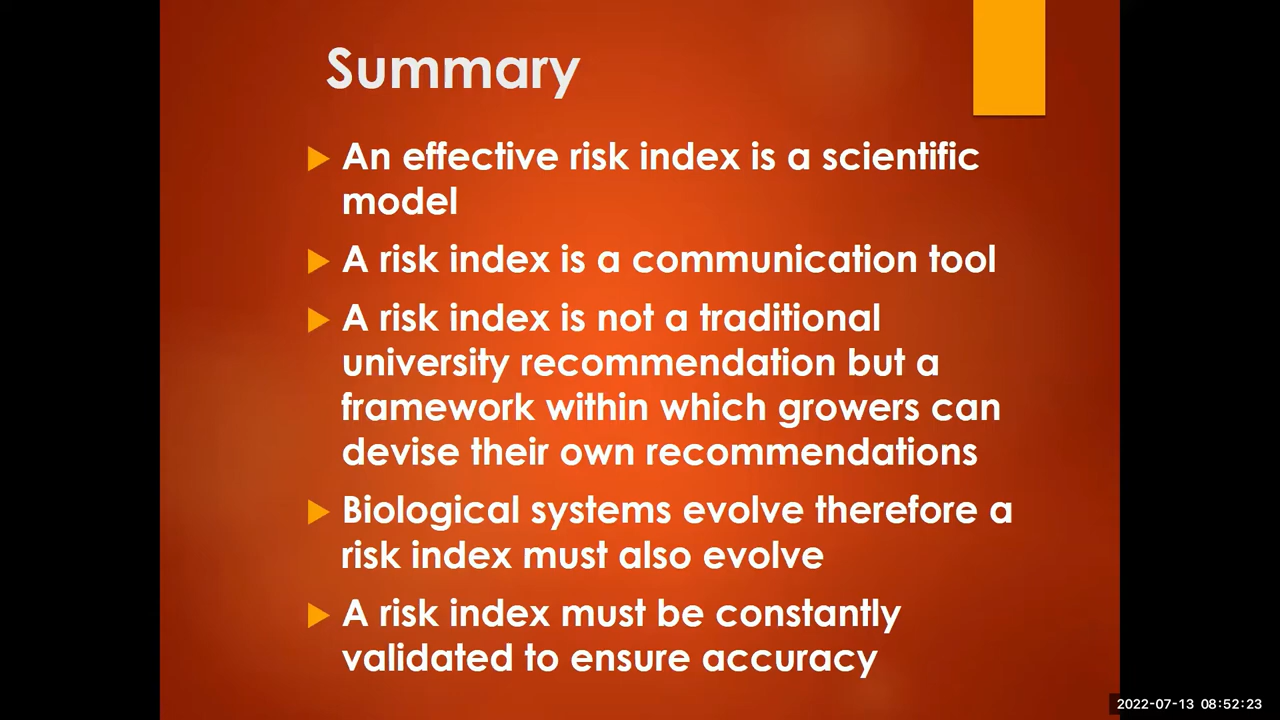 Summary
An effective risk index is a scientific
model
A risk index is a communication tool
A risk index is not a traditional
university recommendation but a
framework within which growers can
devise their own recommendations
Biological systems evolve therefore a
risk index must also evolve
A risk index must be constantly
validated to ensure accuracy
2022-07-13 08:52:23